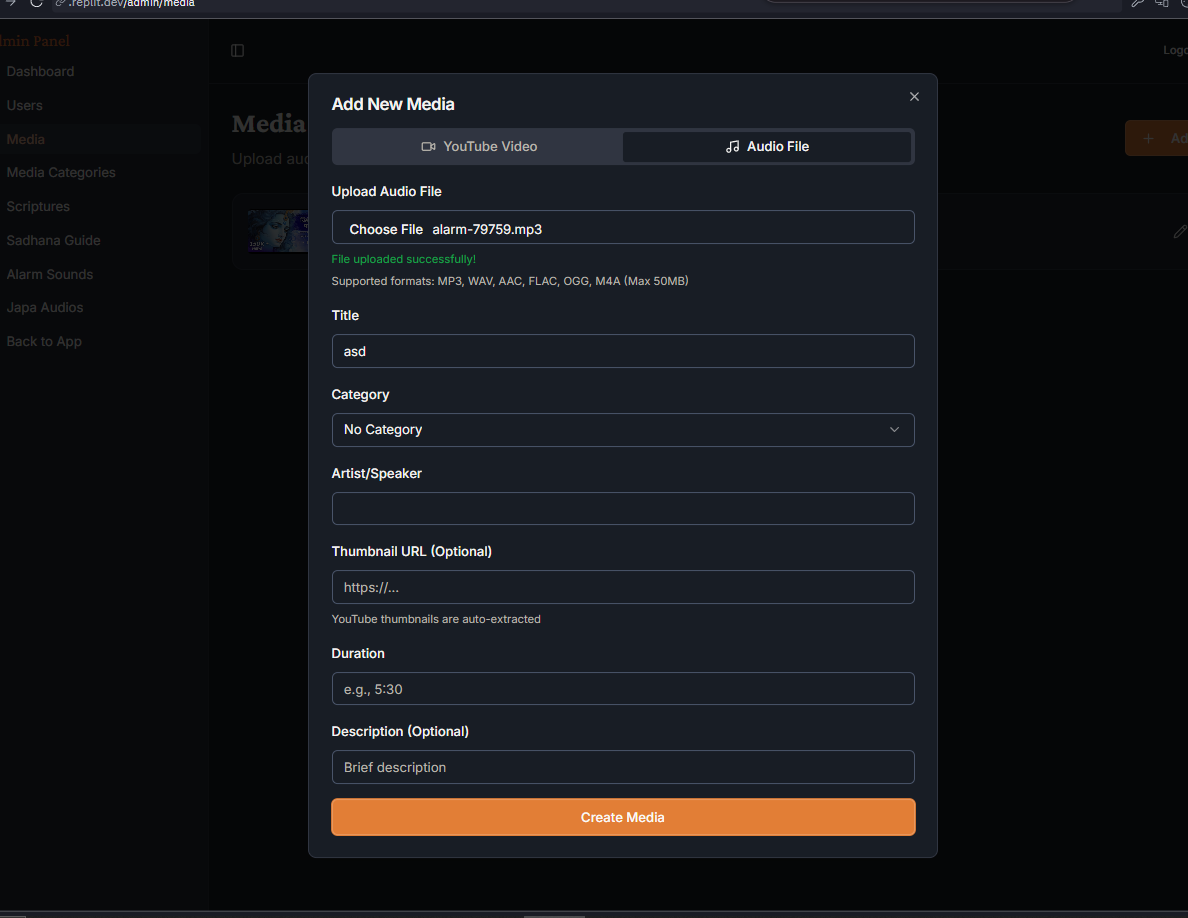 .replit.dev/admin/media
min Panel
Dashboard
Users
Media
Media Categories
Scriptures
Sadhana Guide
Alarm Sounds
Japa Audios
Back to App
Logo
Media
Upload aud
Ad
Add New Media
YouTube Video
Audio File
Upload Audio File
Choose File alarm-79759.mp3
File uploaded successfully!
Supported formats: MP3, WAV, AAC, FLAC, OGG, M4A (Max 50MB)
Title
asd
Category
No Category
Artist/Speaker
Thumbnail URL (Optional)
https://...
YouTube thumbnails are auto-extracted
Duration
e.g., 5:30
Description (Optional)
Brief description
Create Media